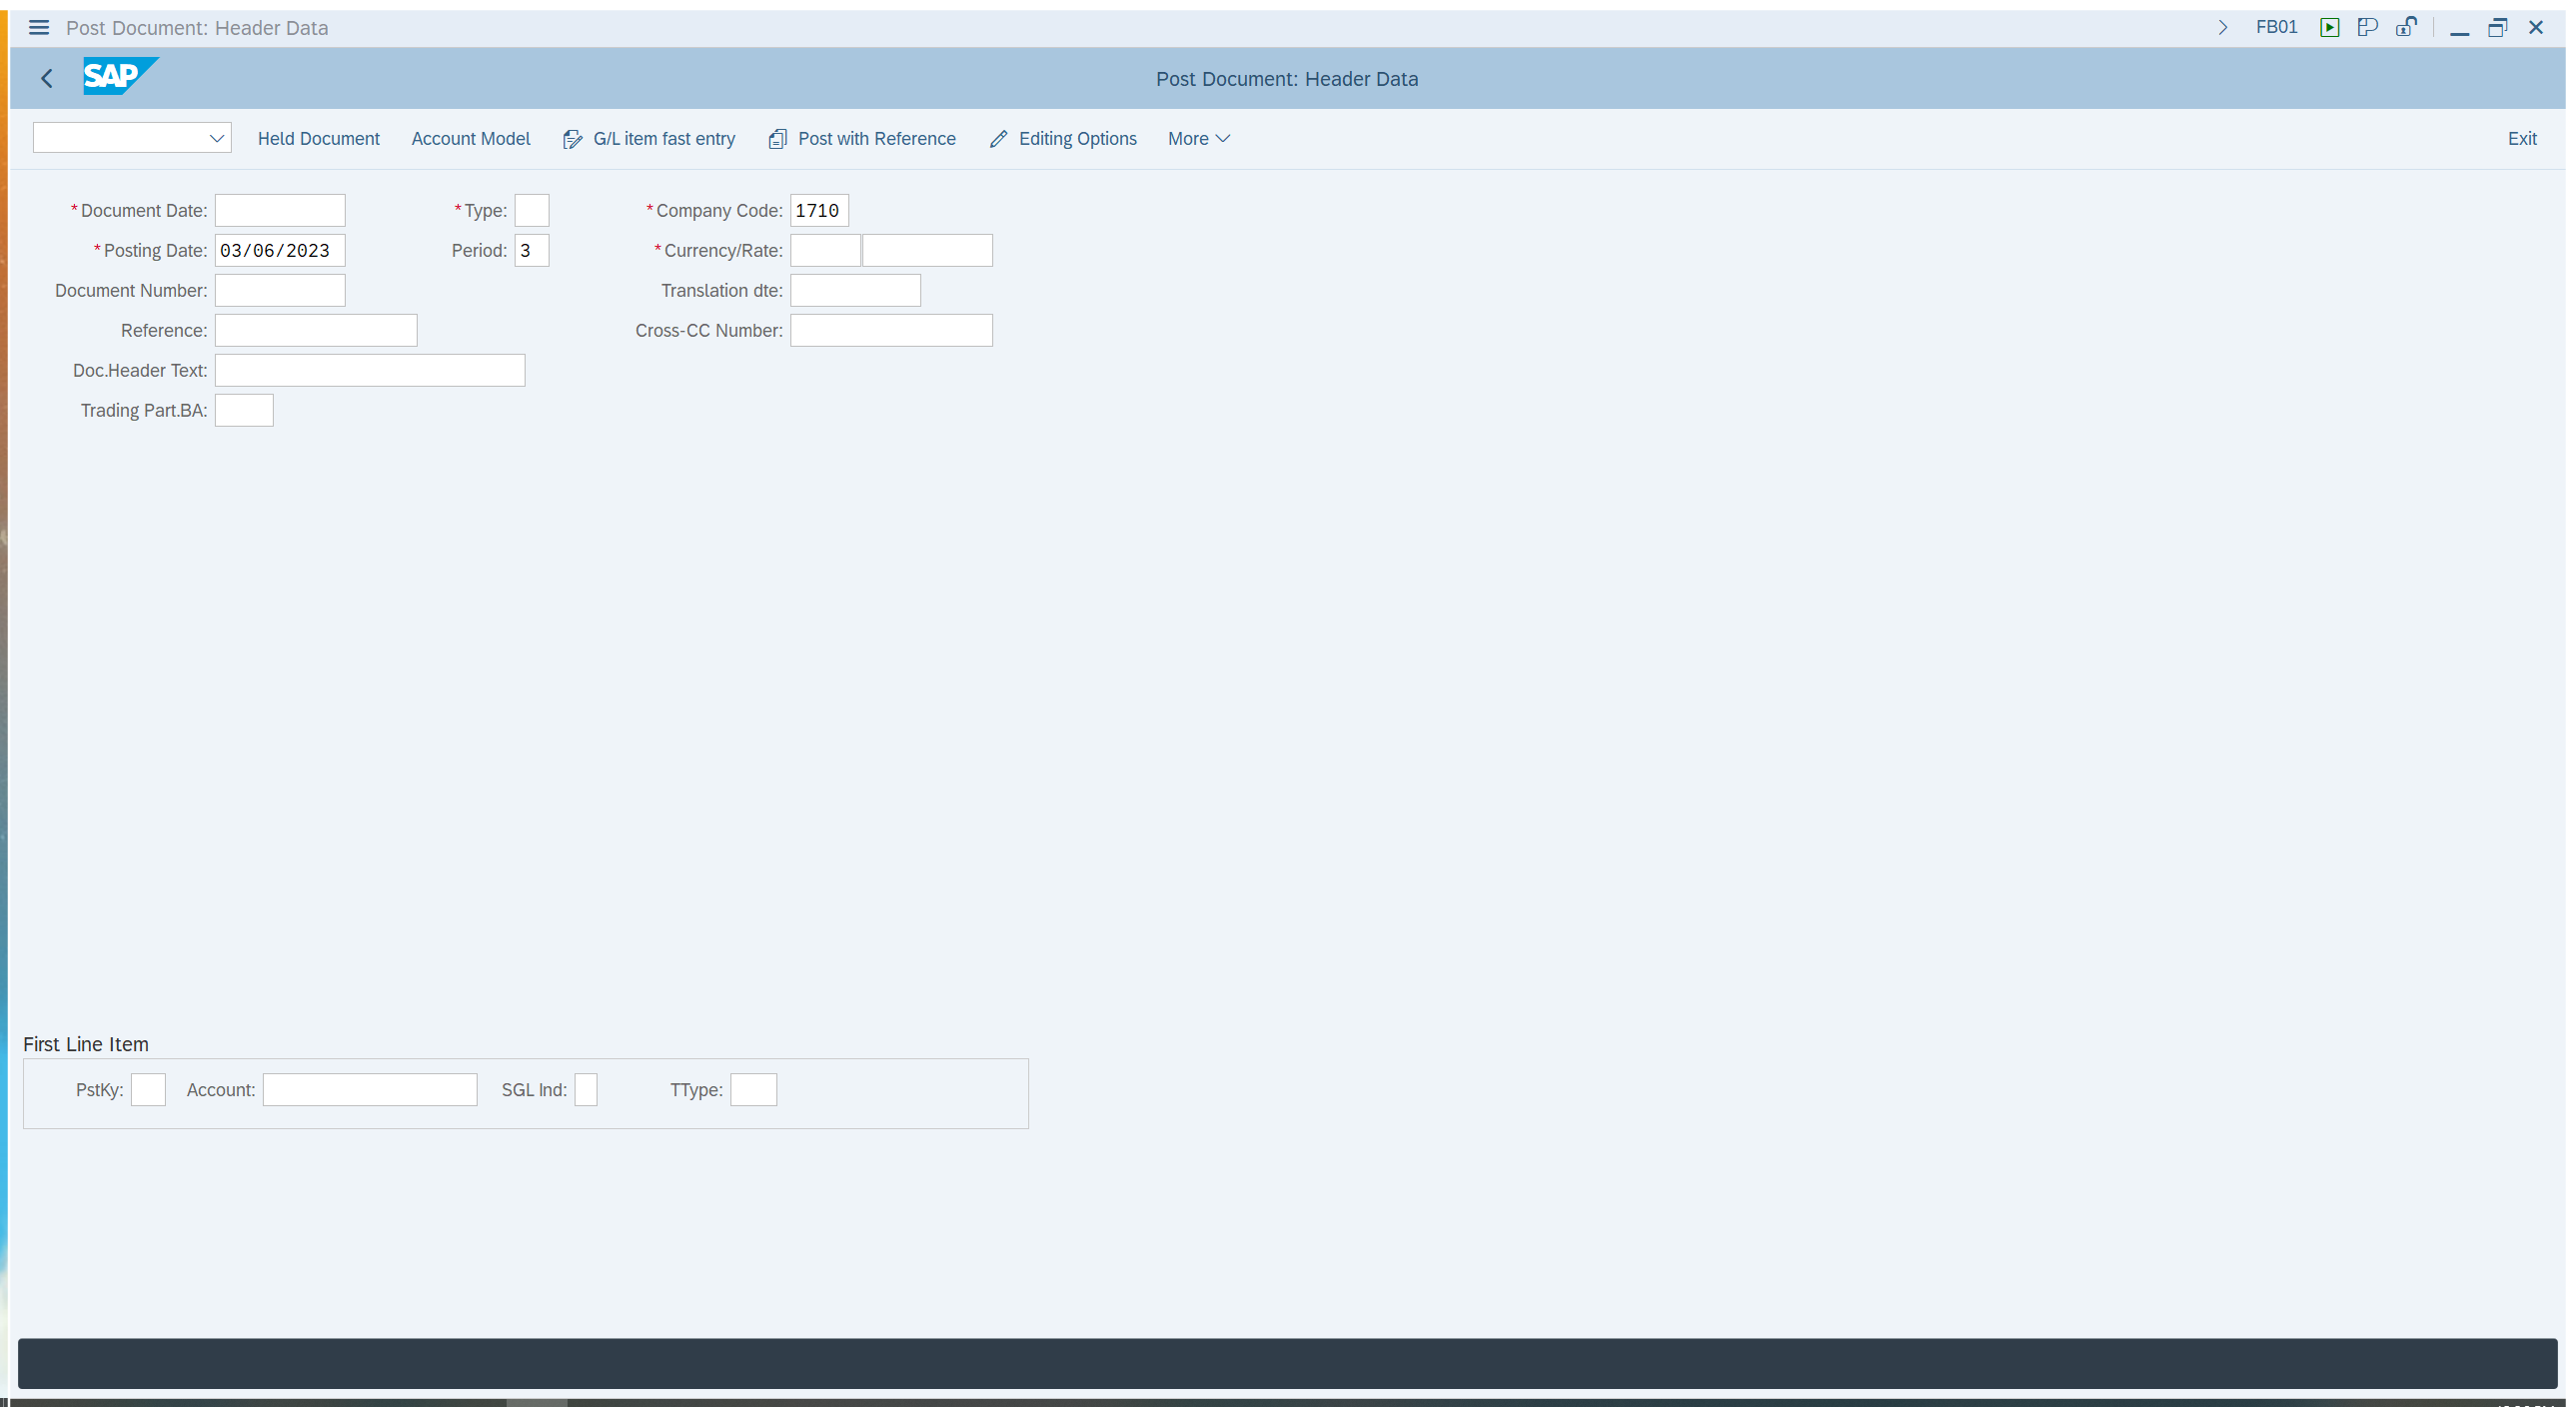 Post Document: Header Data FB01
SAP Post Document: Header Data
Held Document Account Model G/L item fast entry Post with Reference Editing Options More Exit
*Document Date: *Type: *Company Code: 1710
*Posting Date: 03/06/2023 Period: 3 *Currency/Rate:
Document Number: Translation dte:
Reference: Cross-CC Number:
Doc.Header Text:
Trading Part.BA:
First Line Item
PstKy: Account: SGL Ind: TType: